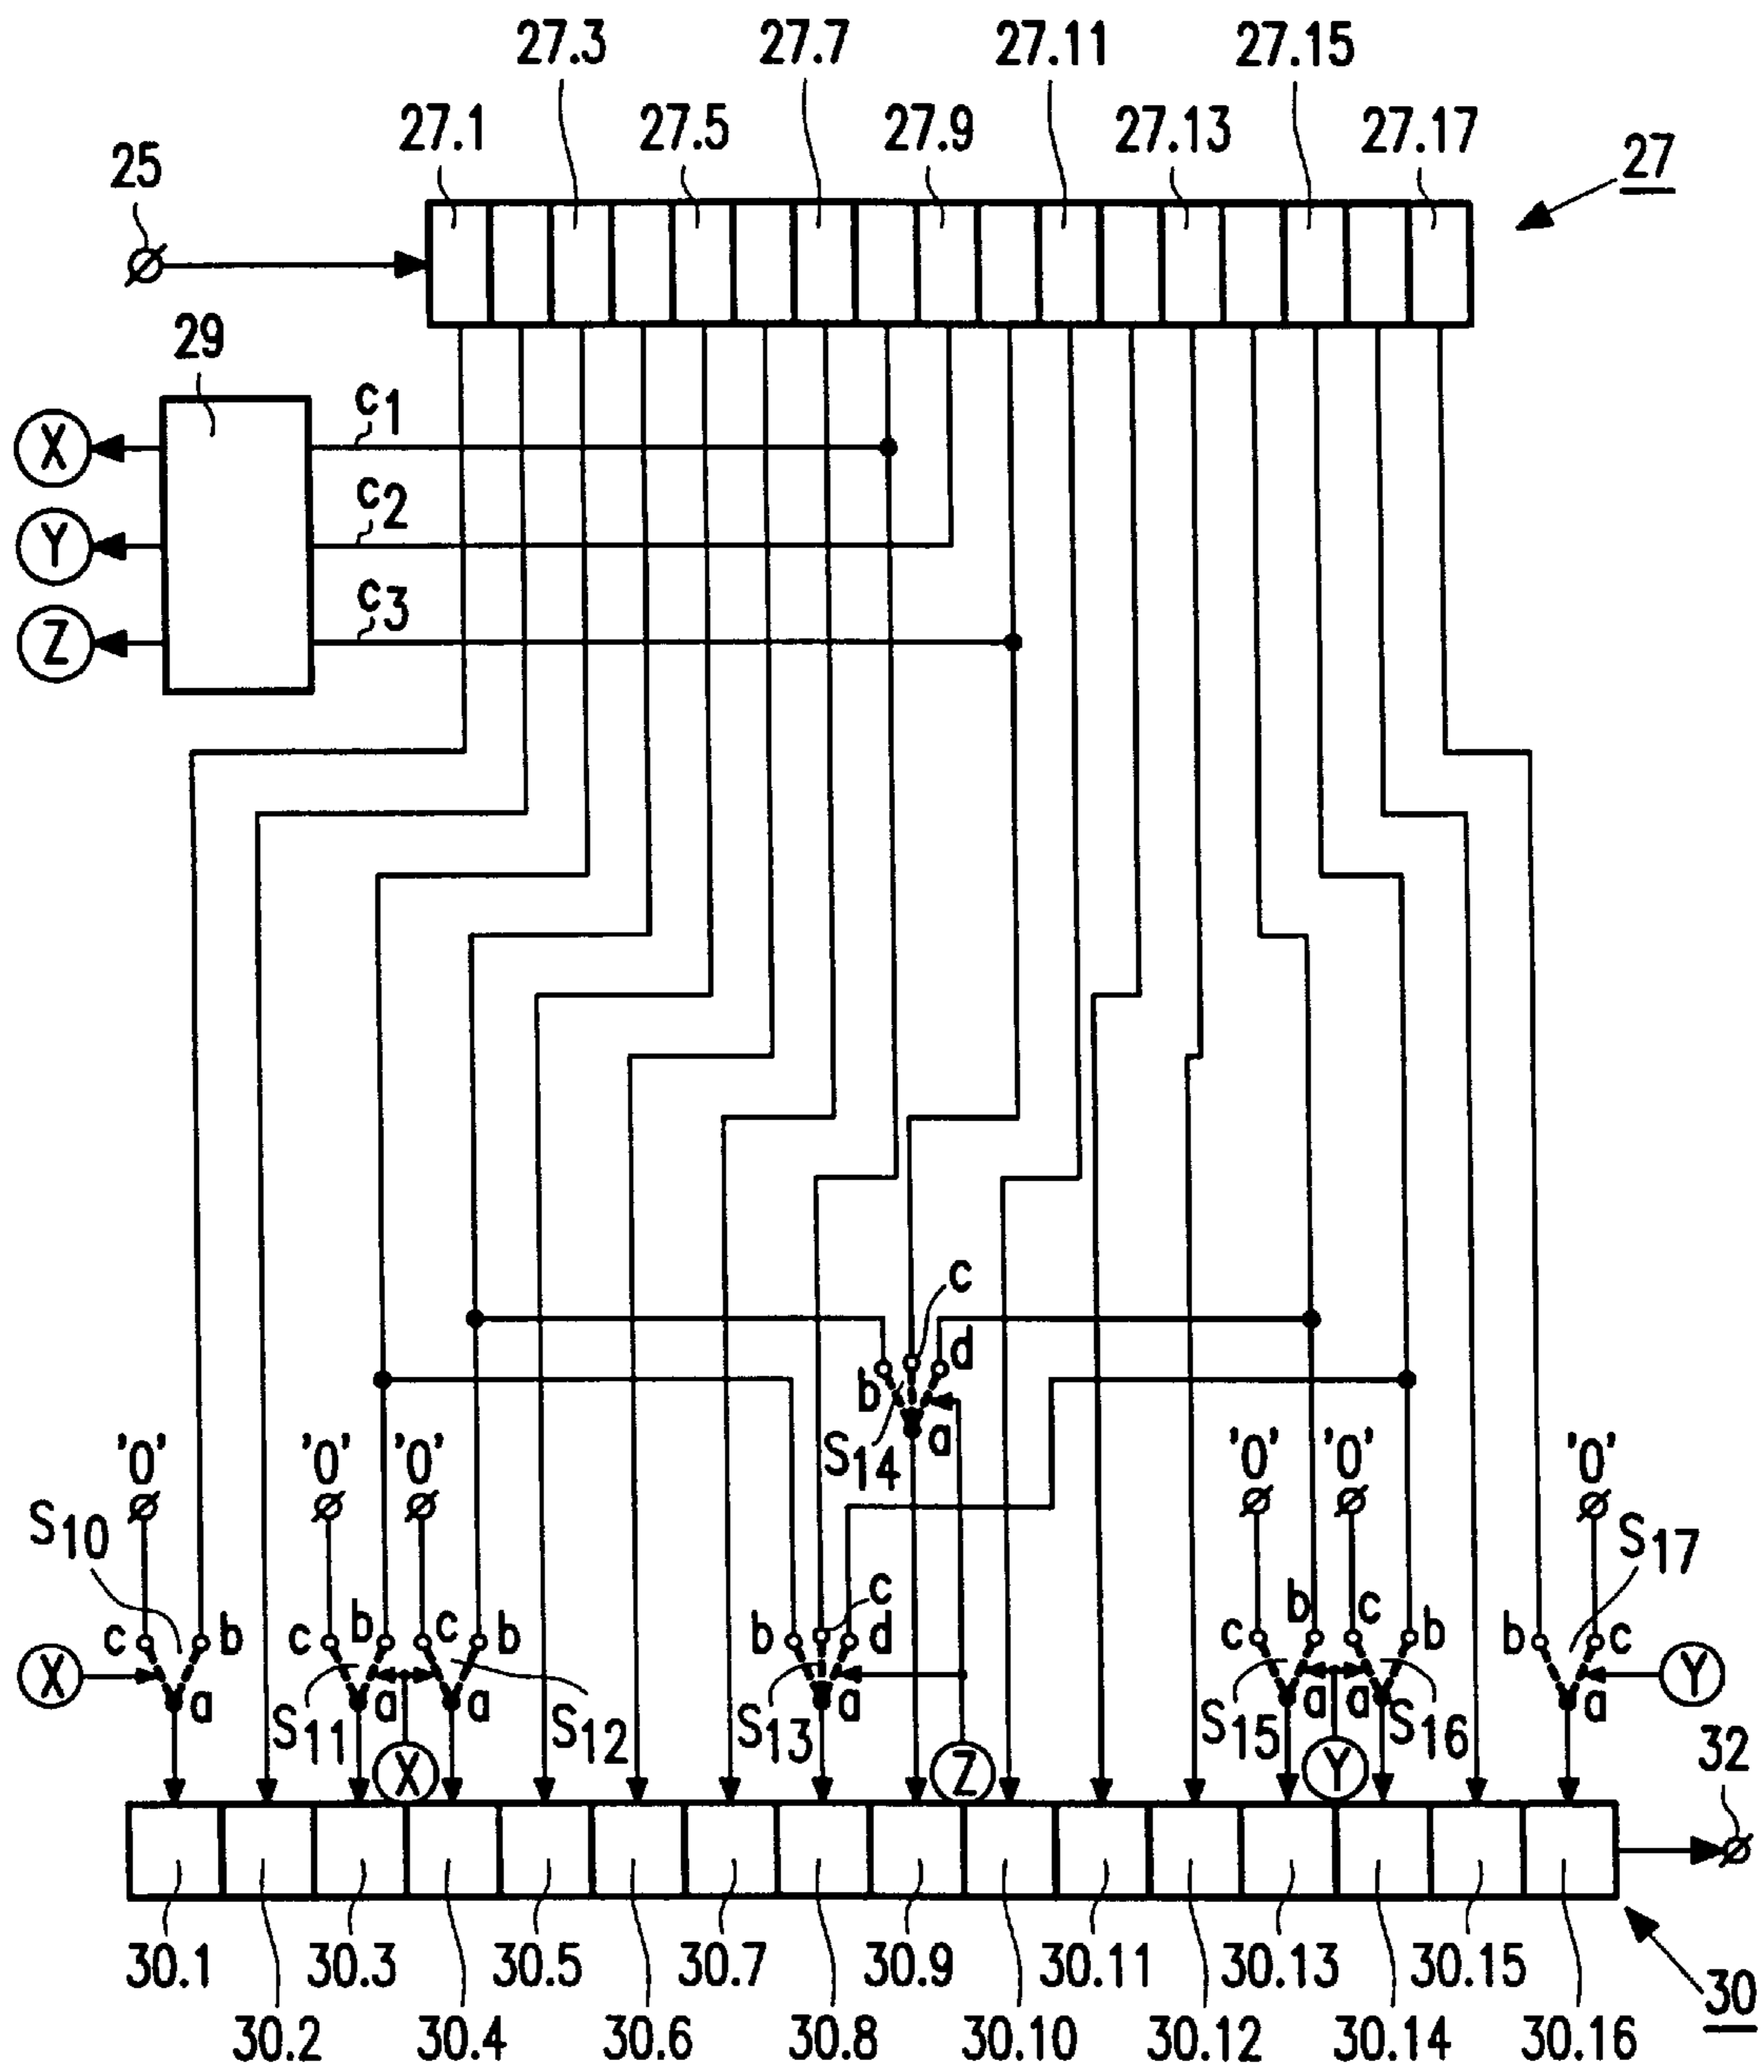 27.3 27.7 27.11 27.15
27.1 27.5 27.9 27.13 27.17 27
25
29
X c1
Y c2
Z c3
c
b d
S14 a
'0' '0' '0' '0' '0' '0'
S10 S17
c b c b c b b c d c b c b b c
X a S11 a S12 a S13 a S15 a a S16 a Y
X Z Y 32
30.1 30.3 30.5 30.7 30.9 30.11 30.13 30.15 30
30.2 30.4 30.6 30.8 30.10 30.12 30.14 30.16